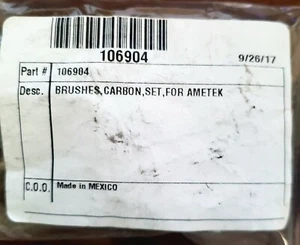 106904 9/26/17
Part # 106904
Desc. BRUSHES,CARBON,SET,FOR AMETEK
C.O.O. Made in MEXICO